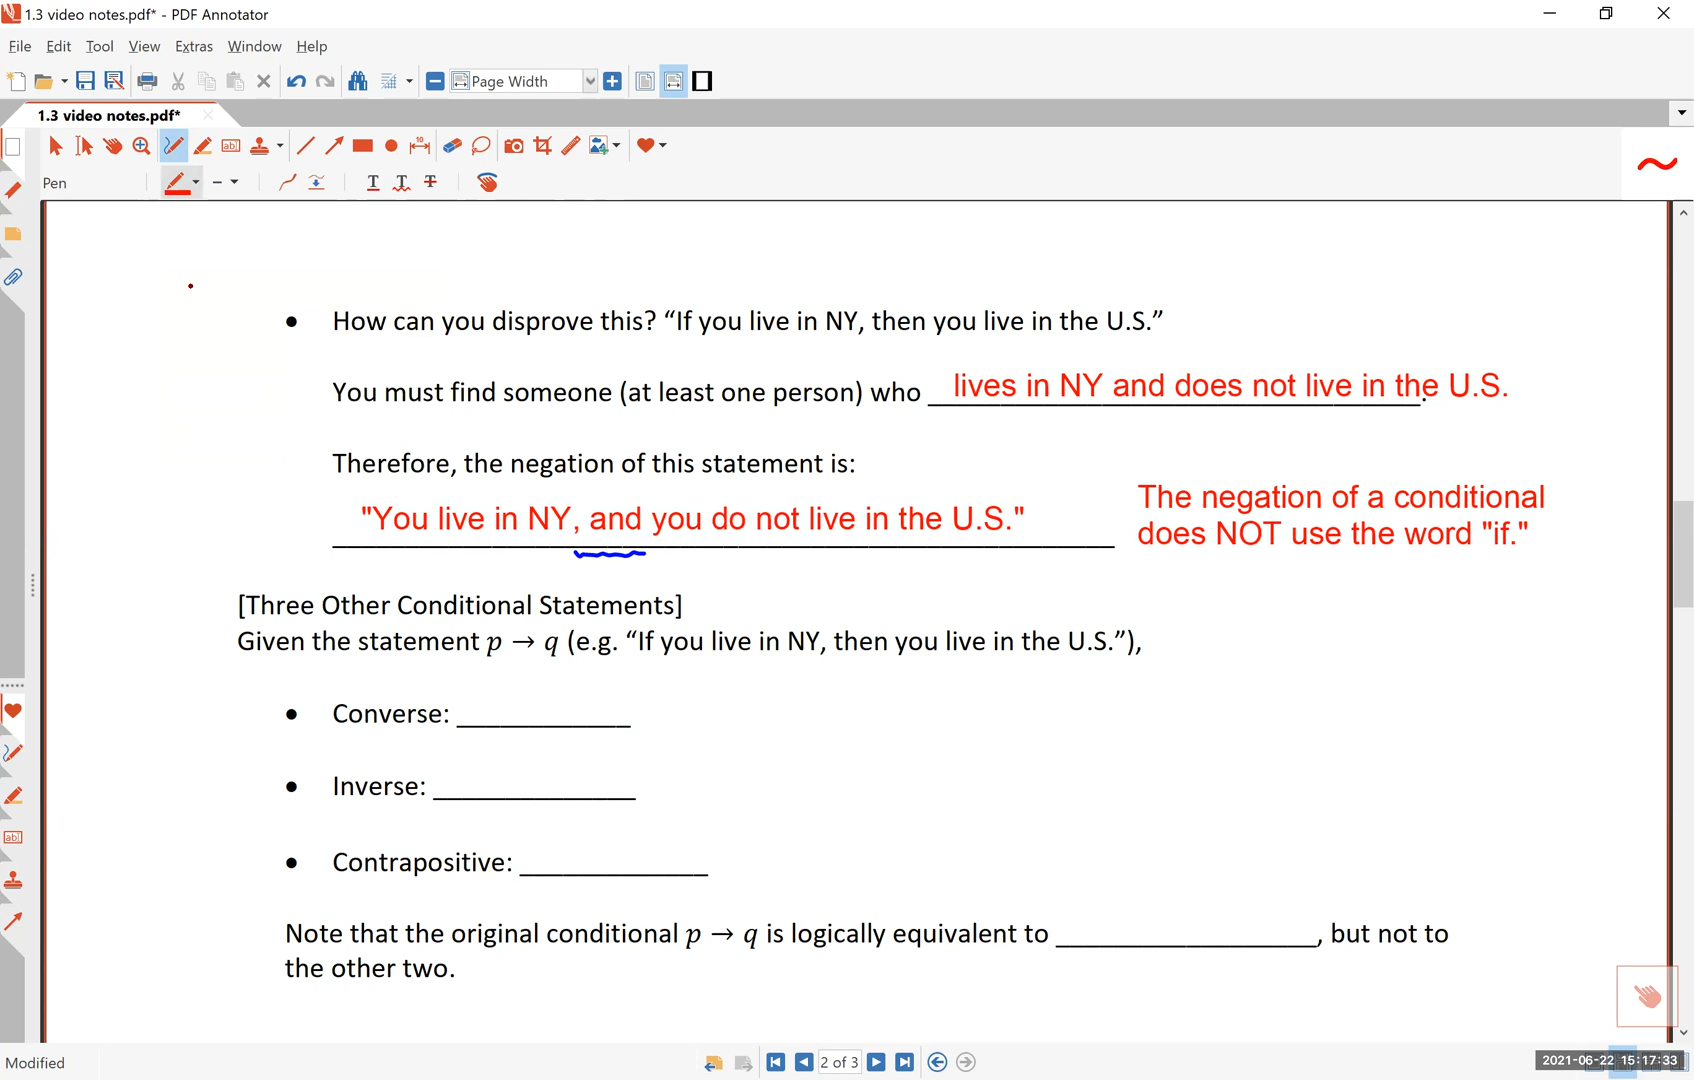 1.3 video notes.pdf* - PDF Annotator
File Edit Tool View Extras Window Help
Page Width
1.3 video notes.pdf*
Pen
• How can you disprove this? “If you live in NY, then you live in the U.S.”
You must find someone (at least one person) who lives in NY and does not live in the U.S.
Therefore, the negation of this statement is:
"You live in NY, and you do not live in the U.S."
The negation of a conditional
does NOT use the word "if."
[Three Other Conditional Statements]
Given the statement p → q (e.g. “If you live in NY, then you live in the U.S.”),
• Converse: ____________
• Inverse: ______________
• Contrapositive: _____________
Note that the original conditional p → q is logically equivalent to __________________, but not to
the other two.
Modified
2 of 3
2021-06-22 15:17:33